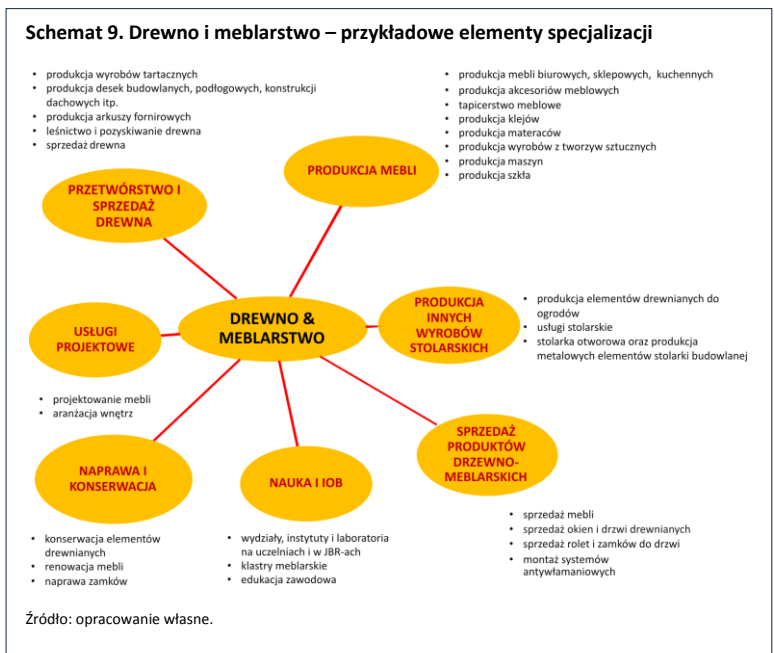 Schemat 9. Drewno i meblarstwo – przykładowe elementy specjalizacji
• produkcja wyrobów tartacznych
• produkcja desek budowlanych, podłogowych, konstrukcji
dachowych itp.
• produkcja arkuszy fornirowych
• leśnictwo i pozyskiwanie drewna
• sprzedaż drewna
• produkcja mebli biurowych, sklepowych, kuchennych
• produkcja akcesoriów meblowych
• tapicerstwo meblowe
• produkcja klejów
• produkcja materaców
• produkcja wyrobów z tworzyw sztucznych
• produkcja maszyn
• produkcja szkła
PRODUKCJA MEBLI
PRZETWÓRSTWO I
SPRZEDAŻ
DREWNA
DREWNO &
MEBLARSTWO
PRODUKCJA
INNYCH
WYROBÓW
STOLARSKICH
• produkcja elementów drewnianych do
ogrodów
• usługi stolarskie
• stolarka otworowa oraz produkcja
metalowych elementów stolarki budowlanej
USŁUGI
PROJEKTOWE
• projektowanie mebli
• aranżacja wnętrz
SPRZEDAŻ
PRODUKTÓW
DRZEWNO-
MEBLARSKICH
• sprzedaż mebli
• sprzedaż okien i drzwi drewnianych
• sprzedaż rolet i zamków do drzwi
• montaż systemów
antywłamaniowych
NAPRAWA I
KONSERWACJA
• konserwacja elementów
drewnianych
• renowacja mebli
• naprawa zamków
NAUKA I IOB
• wydziały, instytuty i laboratoria
na uczelniach i w JBR-ach
• klastry meblarskie
• edukacja zawodowa
Źródło: opracowanie własne.